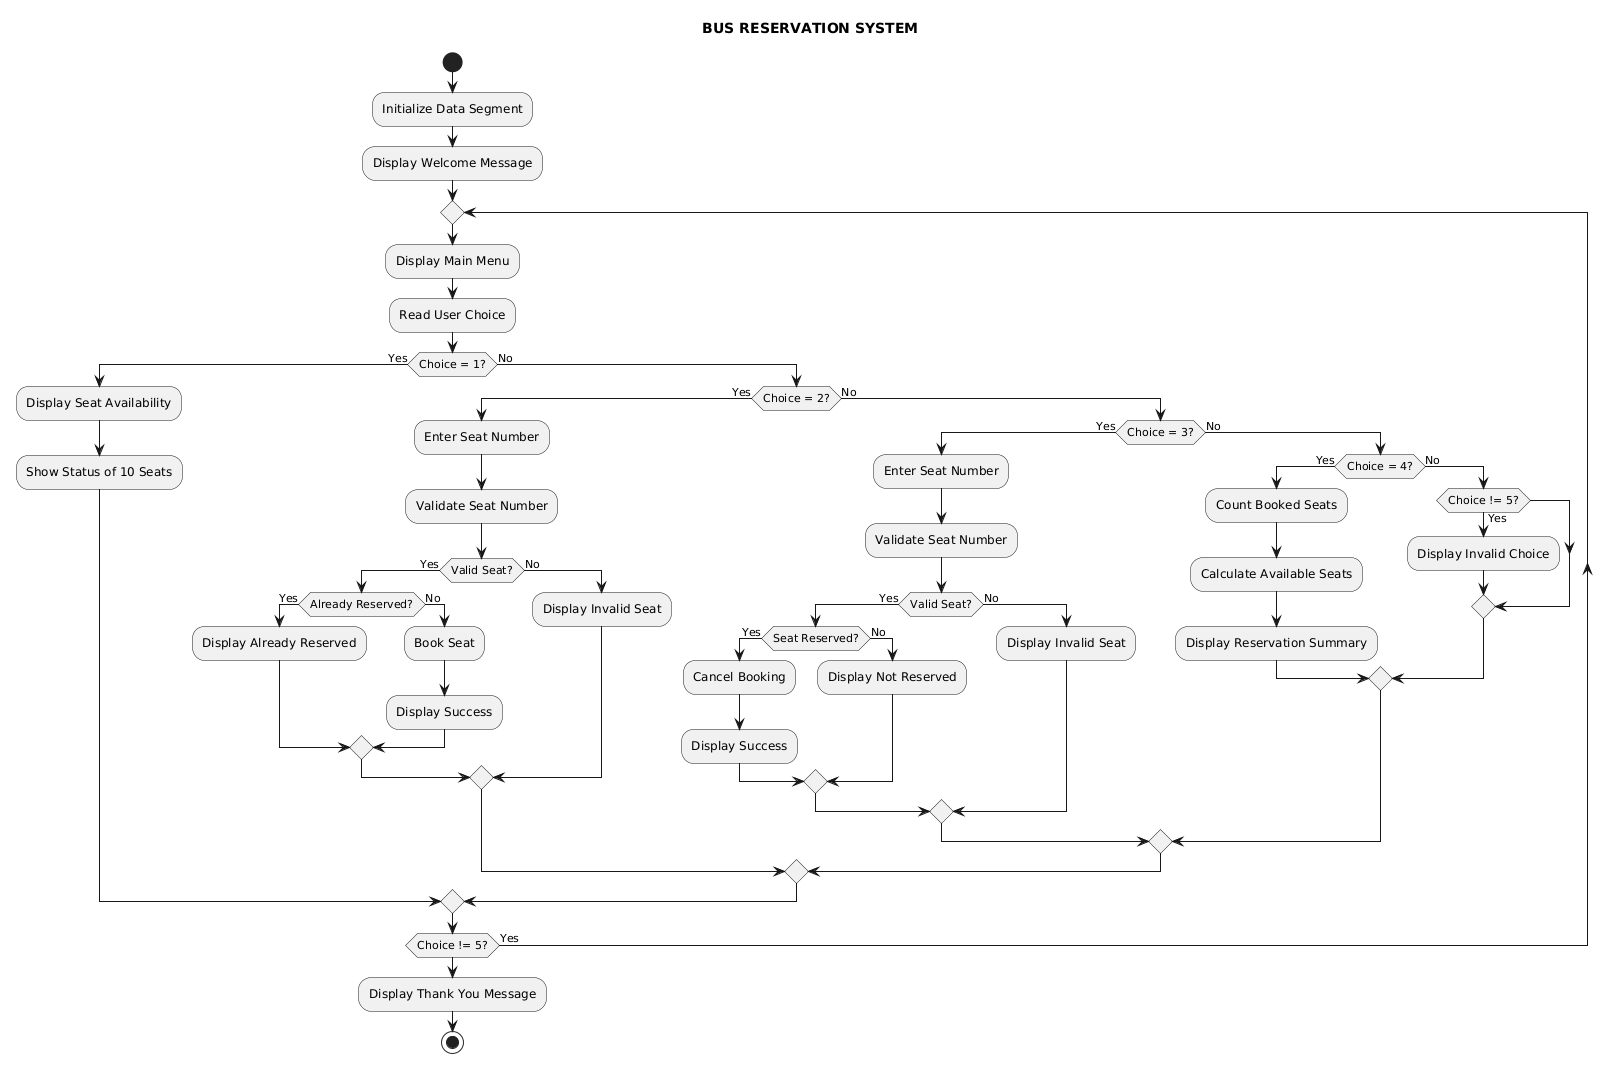 BUS RESERVATION SYSTEM
Initialize Data Segment
Display Welcome Message
Display Main Menu
Read User Choice
Yes
Choice = 1?
No
Display Seat Availability
Show Status of 10 Seats
Yes
Choice = 2?
No
Enter Seat Number
Validate Seat Number
Yes
Valid Seat?
No
Yes
Already Reserved?
No
Display Already Reserved
Book Seat
Display Success
Display Invalid Seat
Yes
Choice = 3?
No
Enter Seat Number
Validate Seat Number
Yes
Valid Seat?
No
Yes
Seat Reserved?
No
Cancel Booking
Display Success
Display Not Reserved
Display Invalid Seat
Yes
Choice = 4?
No
Count Booked Seats
Calculate Available Seats
Display Reservation Summary
Choice != 5?
Yes
Display Invalid Choice
Choice != 5?
Yes
Display Thank You Message